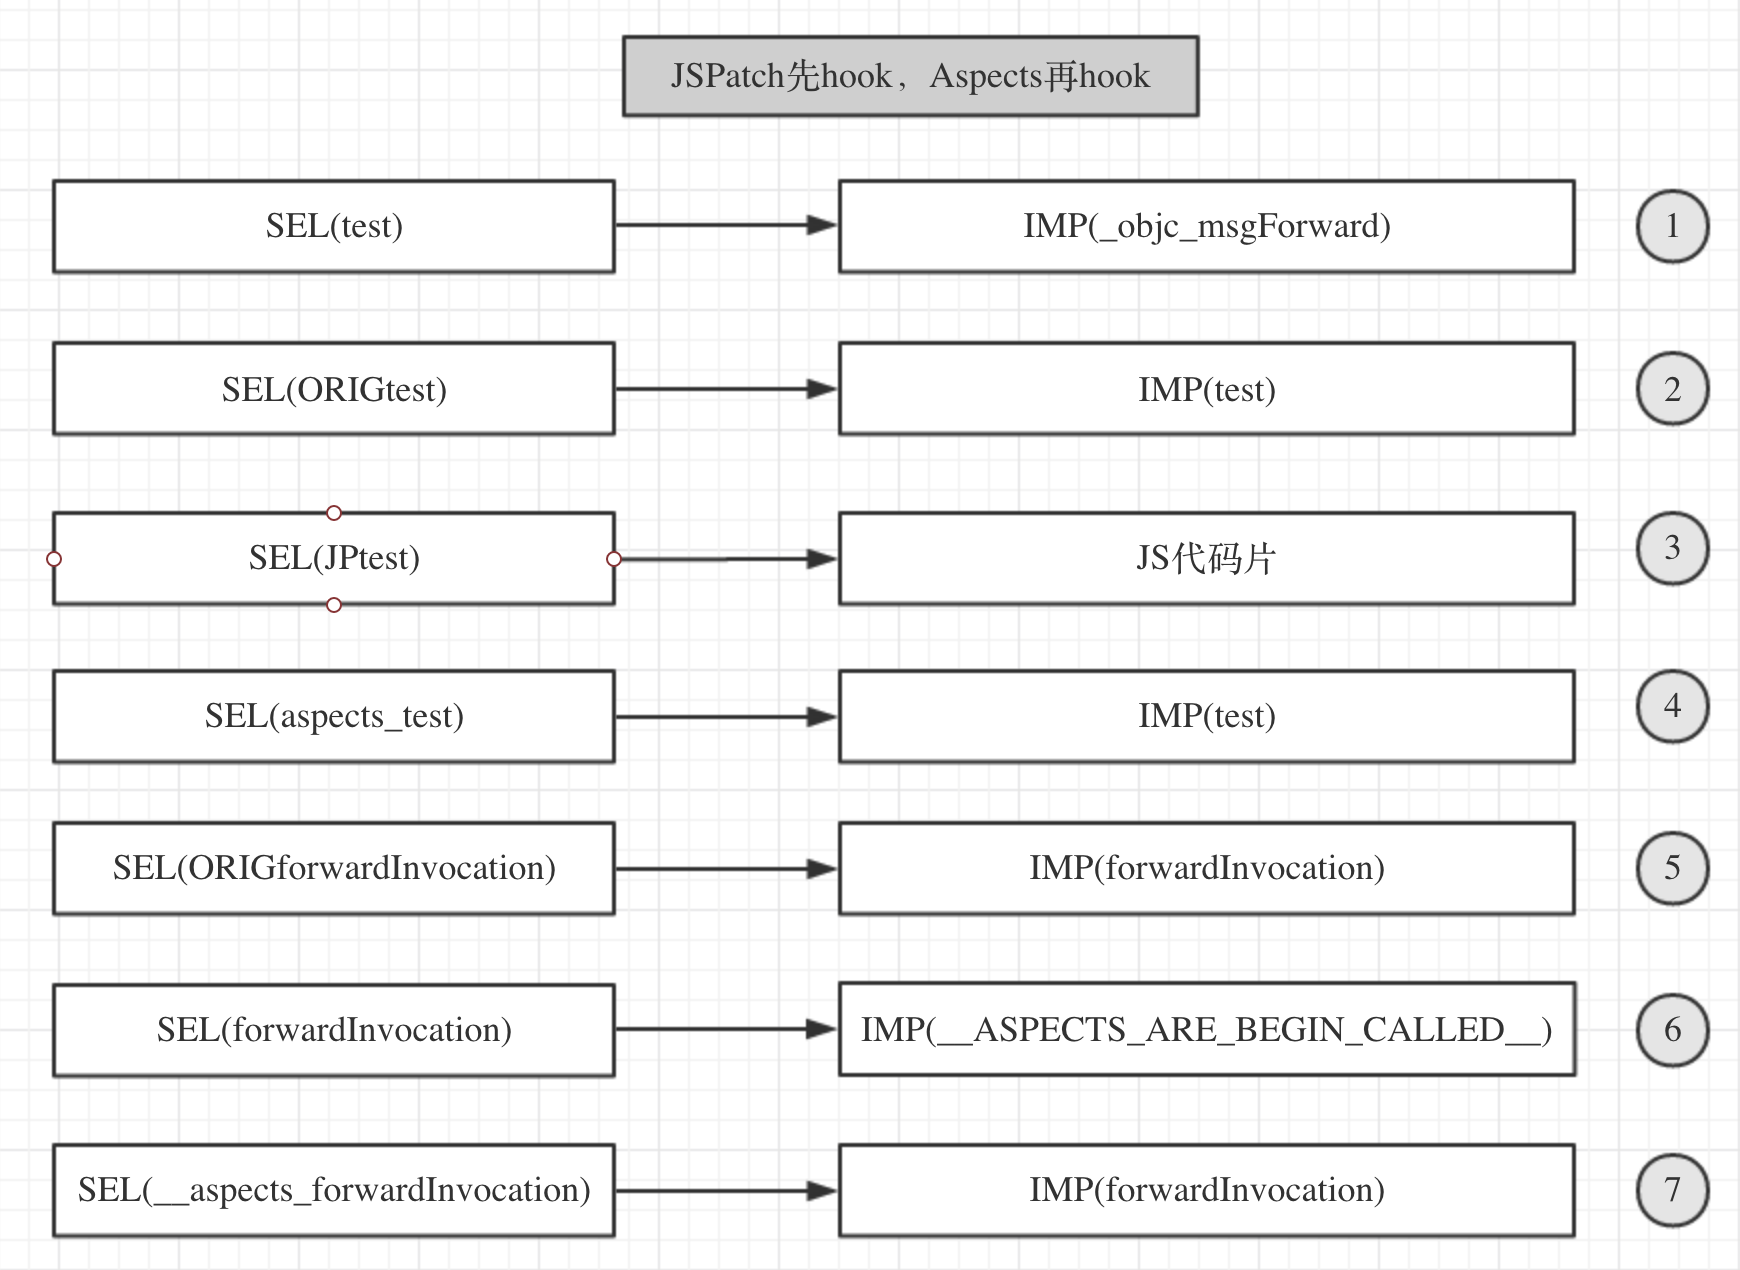 JSPatch先hook，Aspects再hook
SEL(test)
IMP(_objc_msgForward)
1
SEL(ORIGtest)
IMP(test)
2
SEL(JPtest)
JS代码片
3
SEL(aspects_test)
IMP(test)
4
SEL(ORIGforwardInvocation)
IMP(forwardInvocation)
5
SEL(forwardInvocation)
IMP(__ASPECTS_ARE_BEGIN_CALLED__)
6
SEL(__aspects_forwardInvocation)
IMP(forwardInvocation)
7